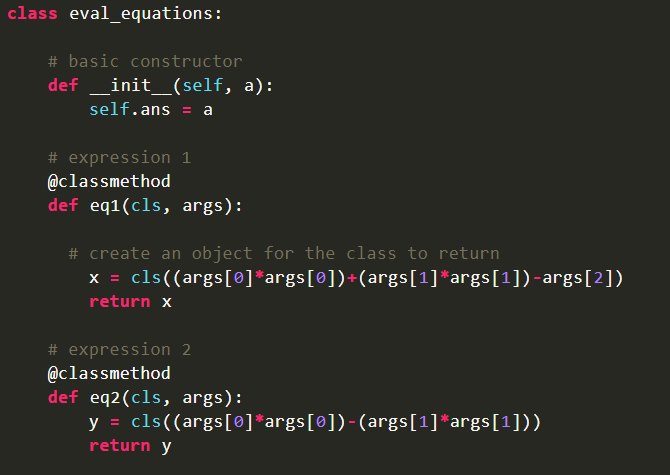 class eval_equations:
# basic constructor
def __init__(self, a):
self.ans = a
# expression 1
@classmethod
def eq1(cls, args):
# create an object for the class to return
x = cls((args[0]*args[0])+(args[1]*args[1])-args[2])
return x
# expression 2
@classmethod
def eq2(cls, args):
y = cls((args[0]*args[0])-(args[1]*args[1]))
return y